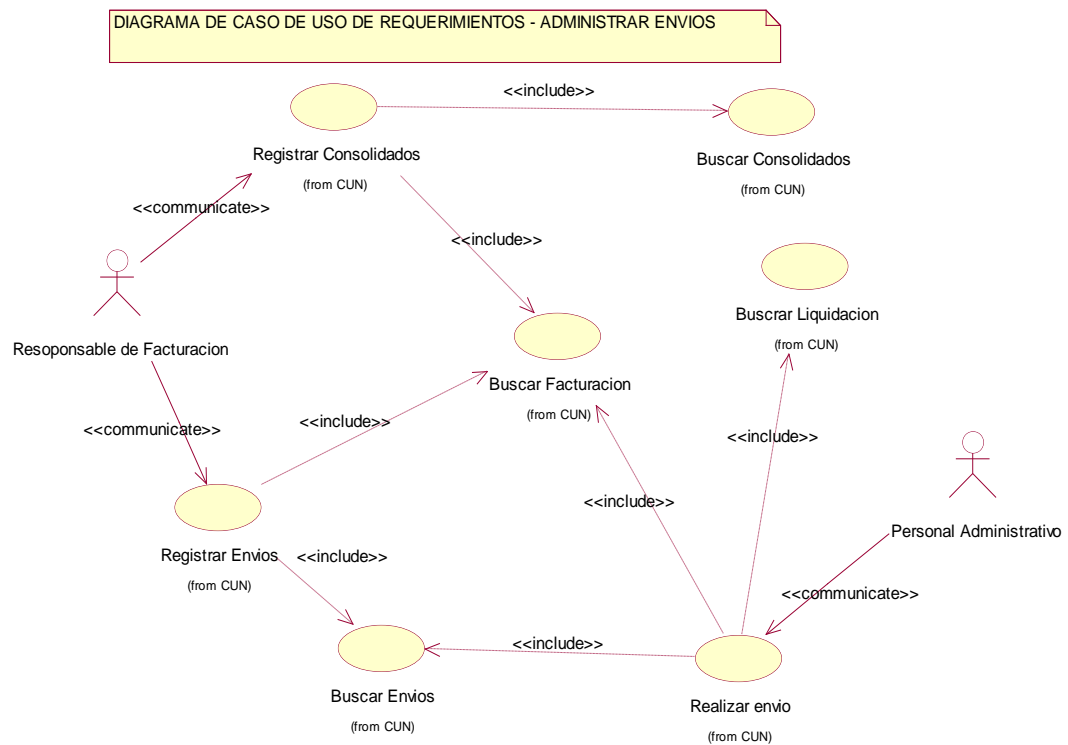 DIAGRAMA DE CASO DE USO DE REQUERIMIENTOS - ADMINISTRAR ENVIOS
<<include>>
Registrar Consolidados
(from CUN)
Buscar Consolidados
(from CUN)
<<communicate>>
<<include>>
Buscrar Liquidacion
(from CUN)
Resoponsable de Facturacion
Buscar Facturacion
(from CUN)
<<include>>
<<communicate>>
<<include>>
<<include>>
Personal Administrativo
Registrar Envios
(from CUN)
<<include>>
<<communicate>>
<<include>>
Buscar Envios
(from CUN)
Realizar envio
(from CUN)